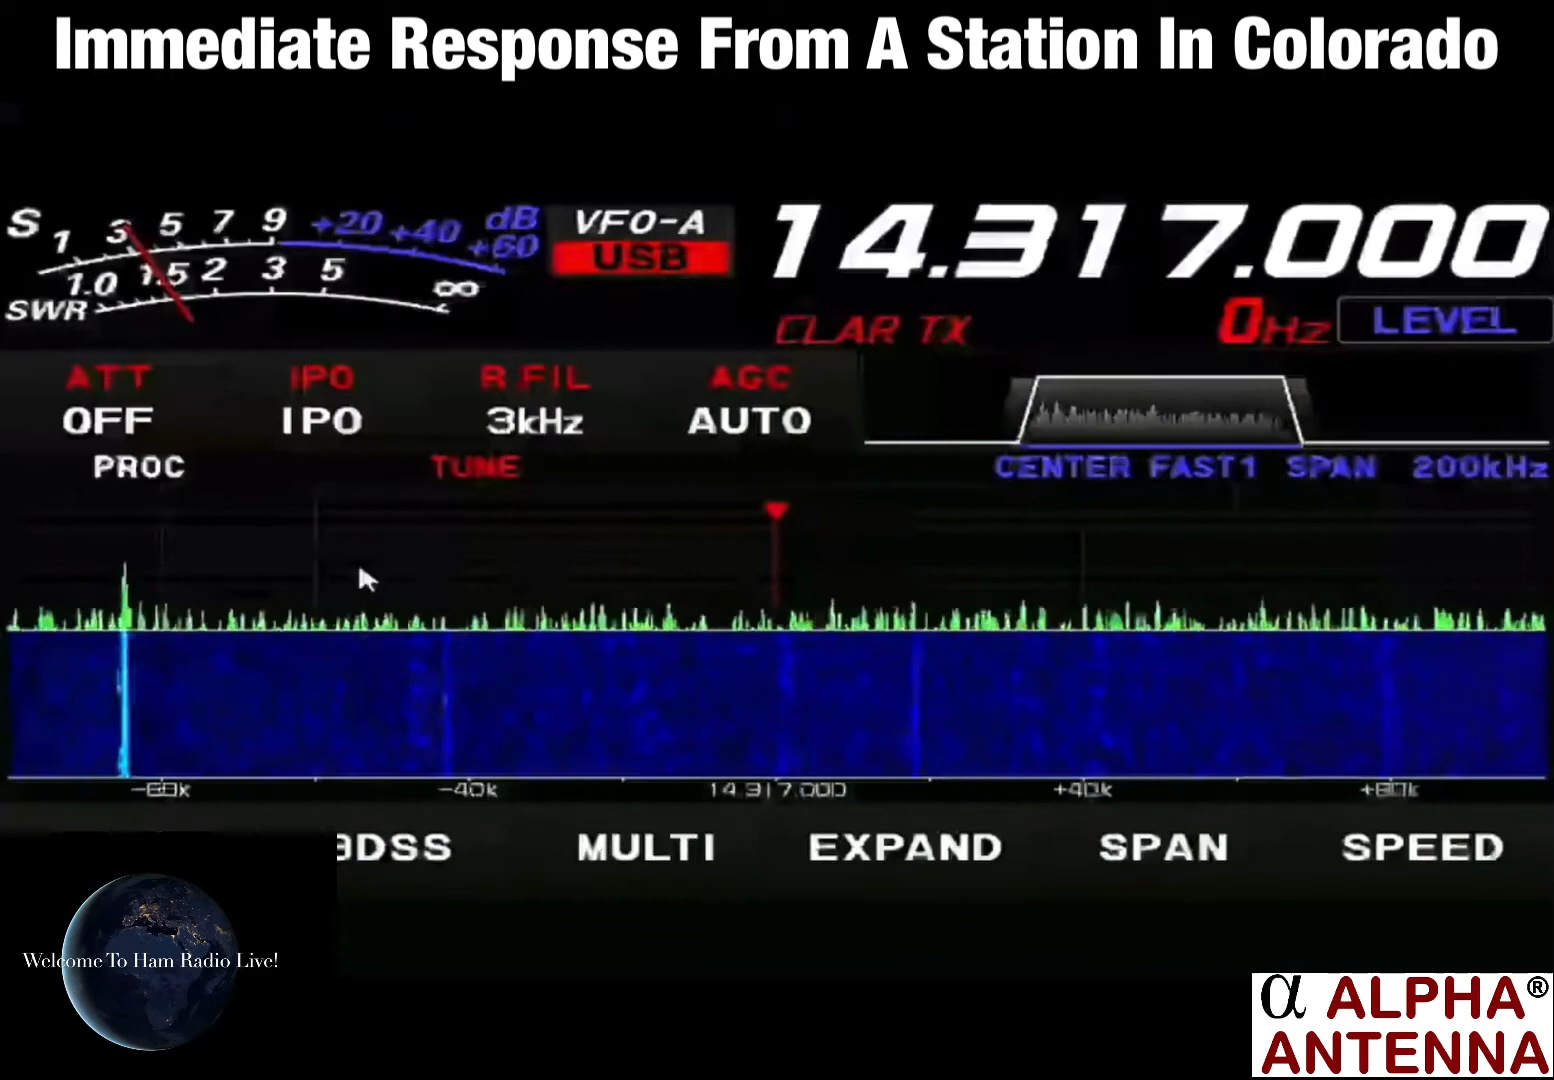 Immediate Response From A Station In Colorado
S 1 3 5 7 9 +20 +40 +60 dB
VFO-A
14.317.000
USB
1.0 1.5 2 3 5 ∞
SWR
CLAR TX 0Hz LEVEL
ATT IPO R.FIL AGC
OFF IPO 3kHz AUTO
PROC TUNE CENTER FAST1 SPAN 200kHz
-40k 14.317.000 +40k
3DSS MULTI EXPAND SPAN SPEED
Welcome To Ham Radio Live!
α ALPHA®
ANTENNA